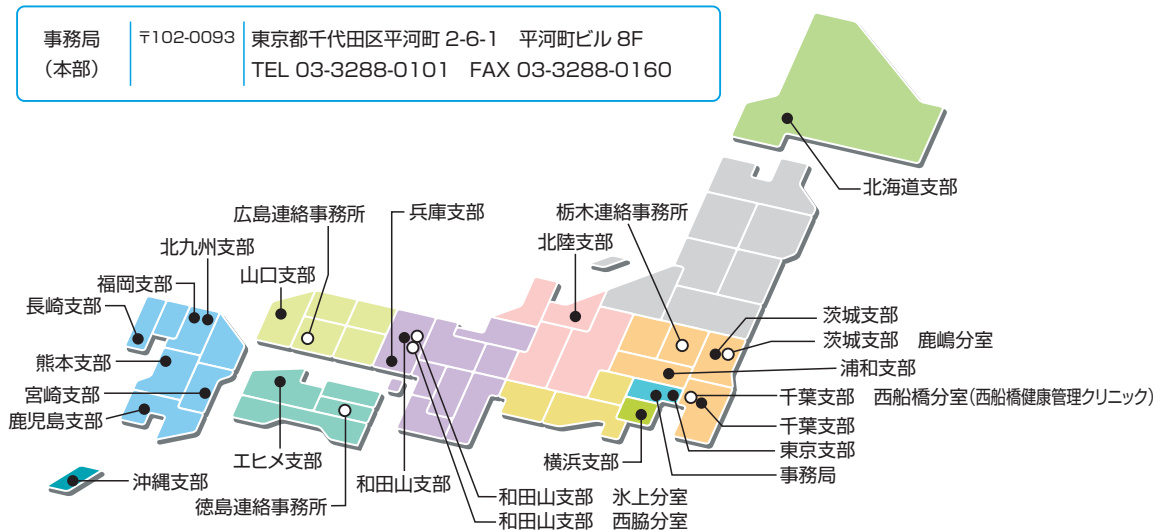 事務局
(本部)
〒102-0093
東京都千代田区平河町 2-6-1　平河町ビル 8F
TEL 03-3288-0101　FAX 03-3288-0160
北海道支部
広島連絡事務所
兵庫支部
栃木連絡事務所
北九州支部
北陸支部
山口支部
福岡支部
長崎支部
茨城支部
茨城支部　鹿嶋分室
熊本支部
浦和支部
宮崎支部
千葉支部　西船橋分室(西船橋健康管理クリニック)
鹿児島支部
千葉支部
東京支部
エヒメ支部
横浜支部
事務局
沖縄支部
和田山支部
徳島連絡事務所
和田山支部　氷上分室
和田山支部　西脇分室